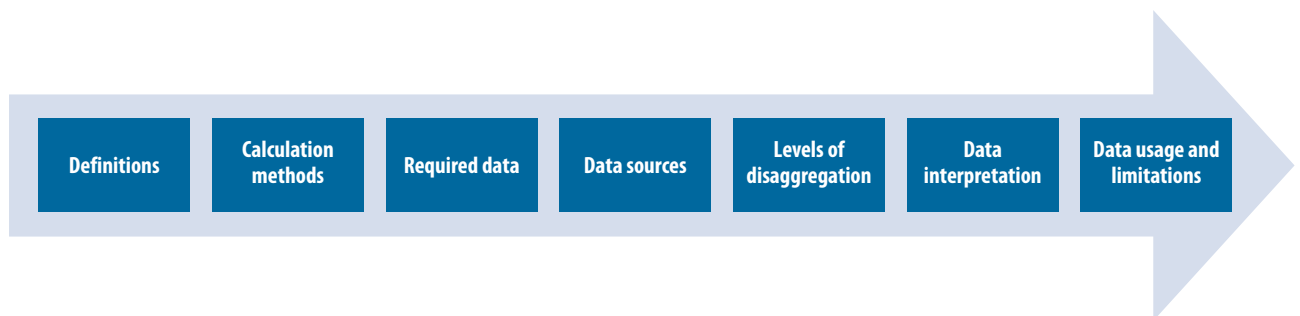 Definitions
Calculation
methods
Required data
Data sources
Levels of
disaggregation
Data
interpretation
Data usage and
limitations